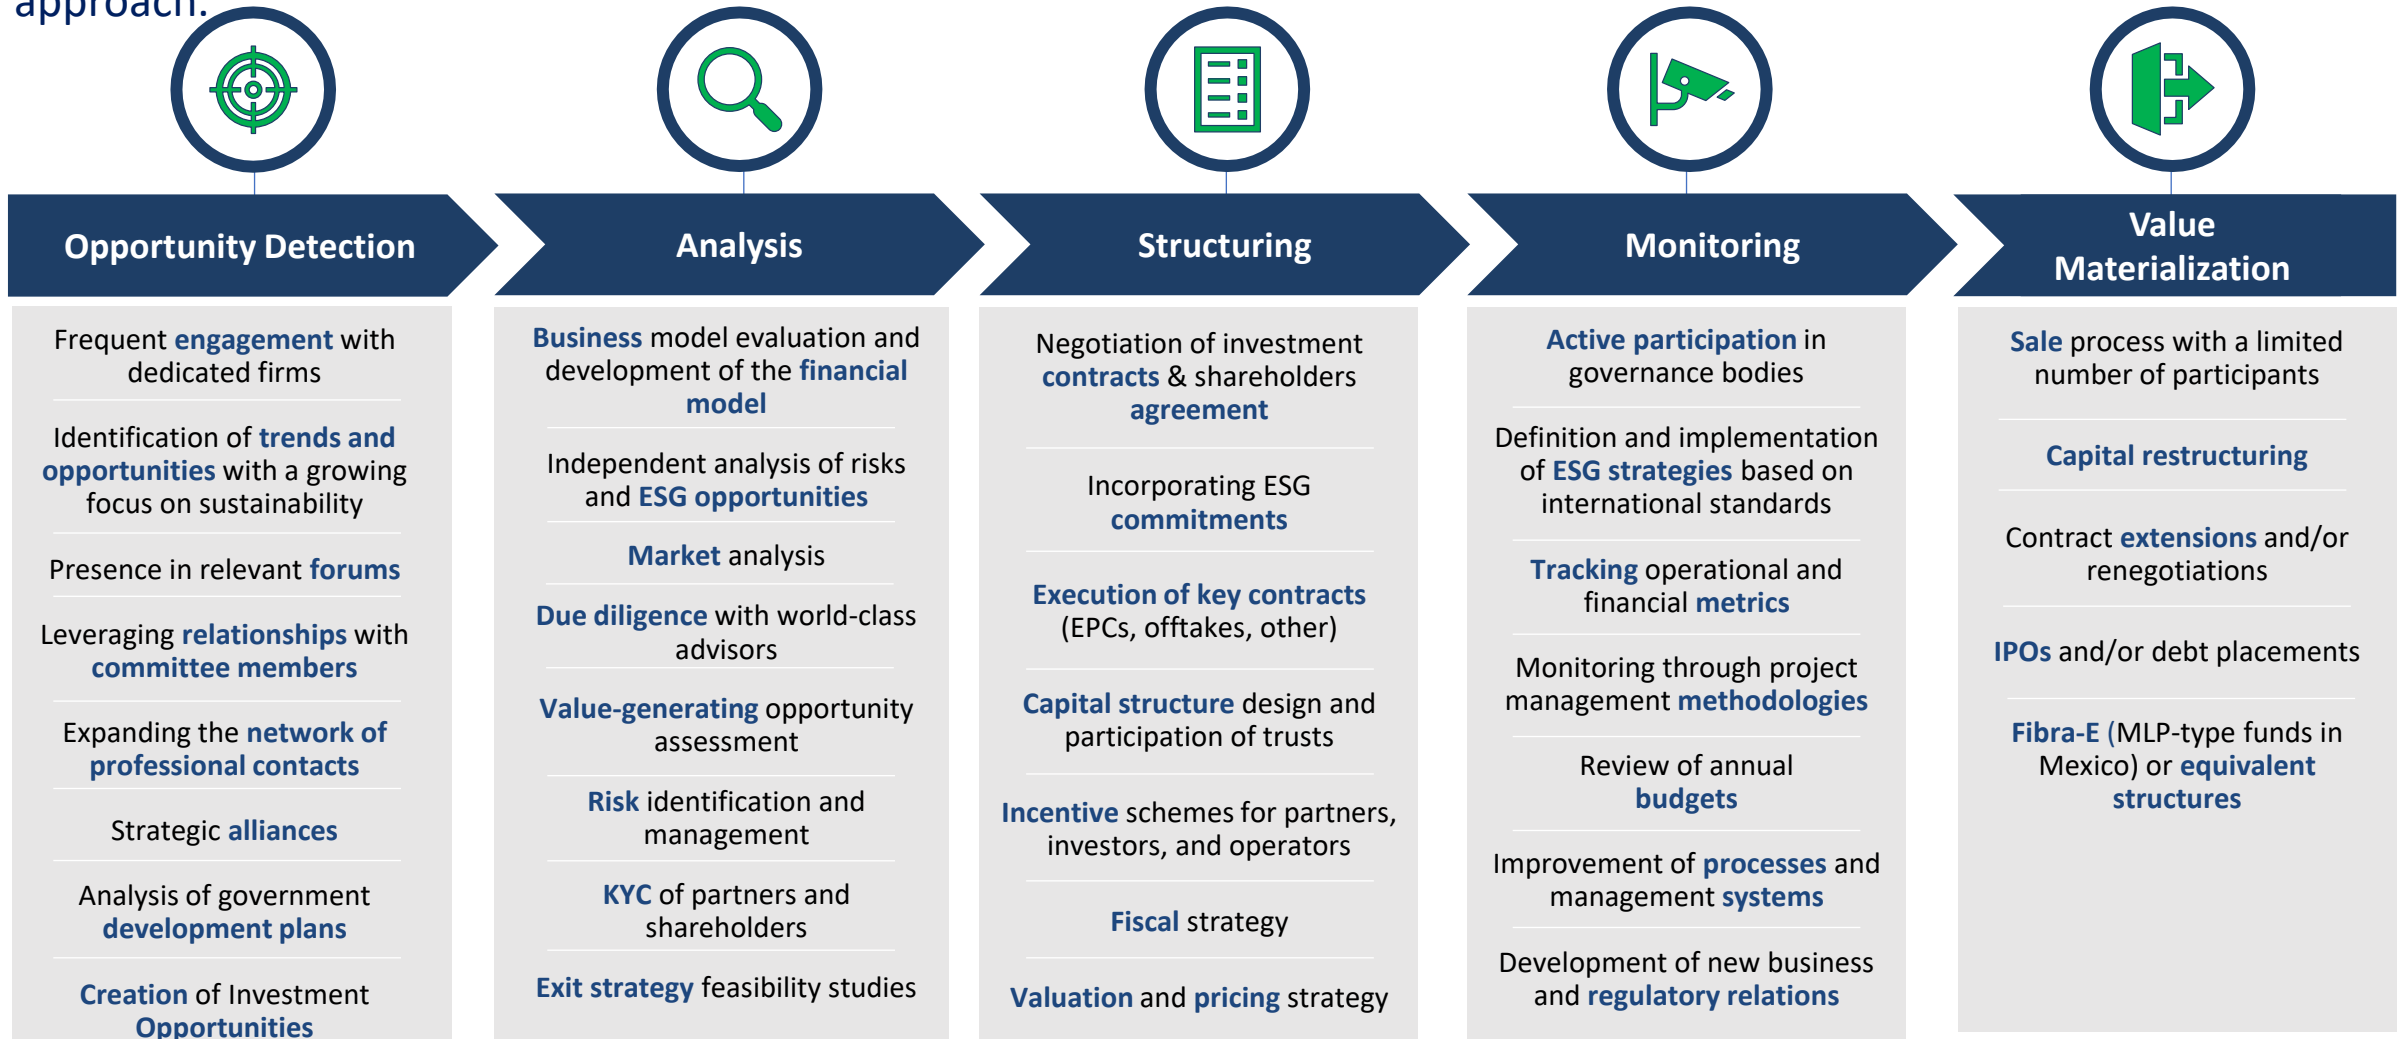 approach.
Opportunity Detection
Frequent engagement with
dedicated firms
Identification of trends and
opportunities with a growing
focus on sustainability
Presence in relevant forums
Leveraging relationships with
committee members
Expanding the network of
professional contacts
Strategic alliances
Analysis of government
development plans
Creation of Investment
Opportunities
Analysis
Business model evaluation and
development of the financial
model
Independent analysis of risks
and ESG opportunities
Market analysis
Due diligence with world-class
advisors
Value-generating opportunity
assessment
Risk identification and
management
KYC of partners and
shareholders
Exit strategy feasibility studies
Structuring
Negotiation of investment
contracts & shareholders
agreement
Incorporating ESG
commitments
Execution of key contracts
(EPCs, offtakes, other)
Capital structure design and
participation of trusts
Incentive schemes for partners,
investors, and operators
Fiscal strategy
Valuation and pricing strategy
Monitoring
Active participation in
governance bodies
Definition and implementation
of ESG strategies based on
international standards
Tracking operational and
financial metrics
Monitoring through project
management methodologies
Review of annual
budgets
Improvement of processes and
management systems
Development of new business
and regulatory relations
Value
Materialization
Sale process with a limited
number of participants
Capital restructuring
Contract extensions and/or
renegotiations
IPOs and/or debt placements
Fibra-E (MLP-type funds in
Mexico) or equivalent
structures